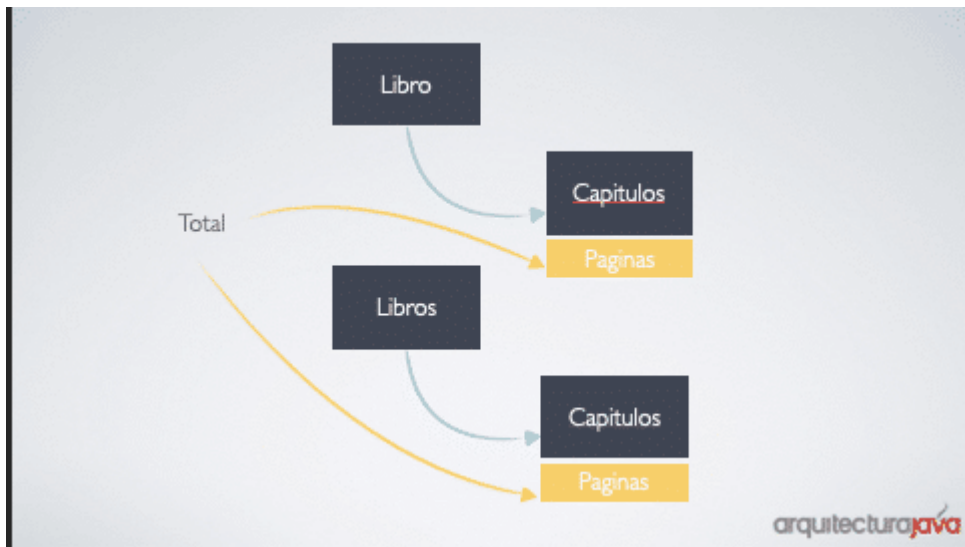 Libro
Capitulos
Total
Paginas
Libros
Capitulos
Paginas
arquitecturajava